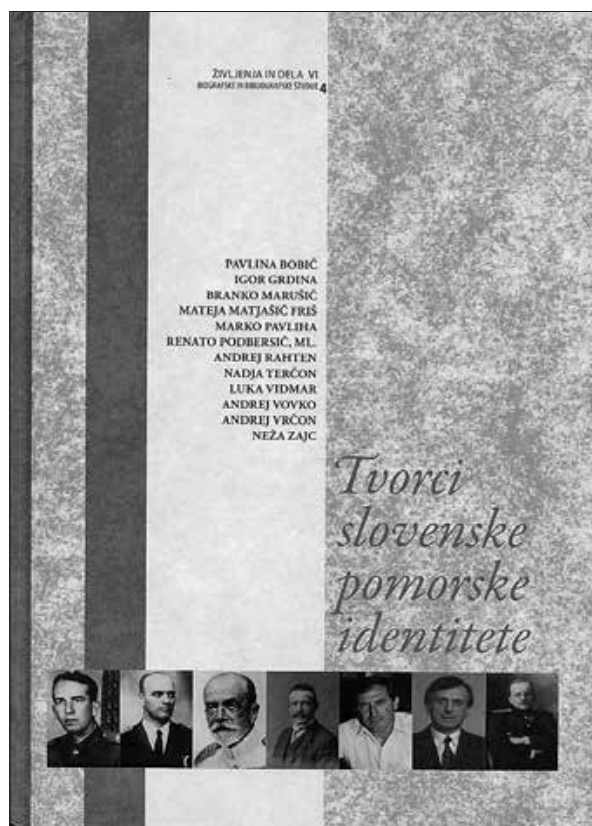 ŽIVLJENJA IN DELA VI
BIOGRAFSKE IN BIBLIOGRAFSKE ŠTUDIJE 4
PAVLINA BOBIČ
IGOR GRDINA
BRANKO MARUŠIČ
MATEJA MATJAŠIČ FRIŠ
MARKO PAVLIHA
RENATO PODBERSIČ, ML.
ANDREJ RAHTEN
NADJA TERČON
LUKA VIDMAR
ANDREJ VOVKO
ANDREJ VRČON
NEŽA ZAJC
Tvorci
slovenske
pomorske
identitete